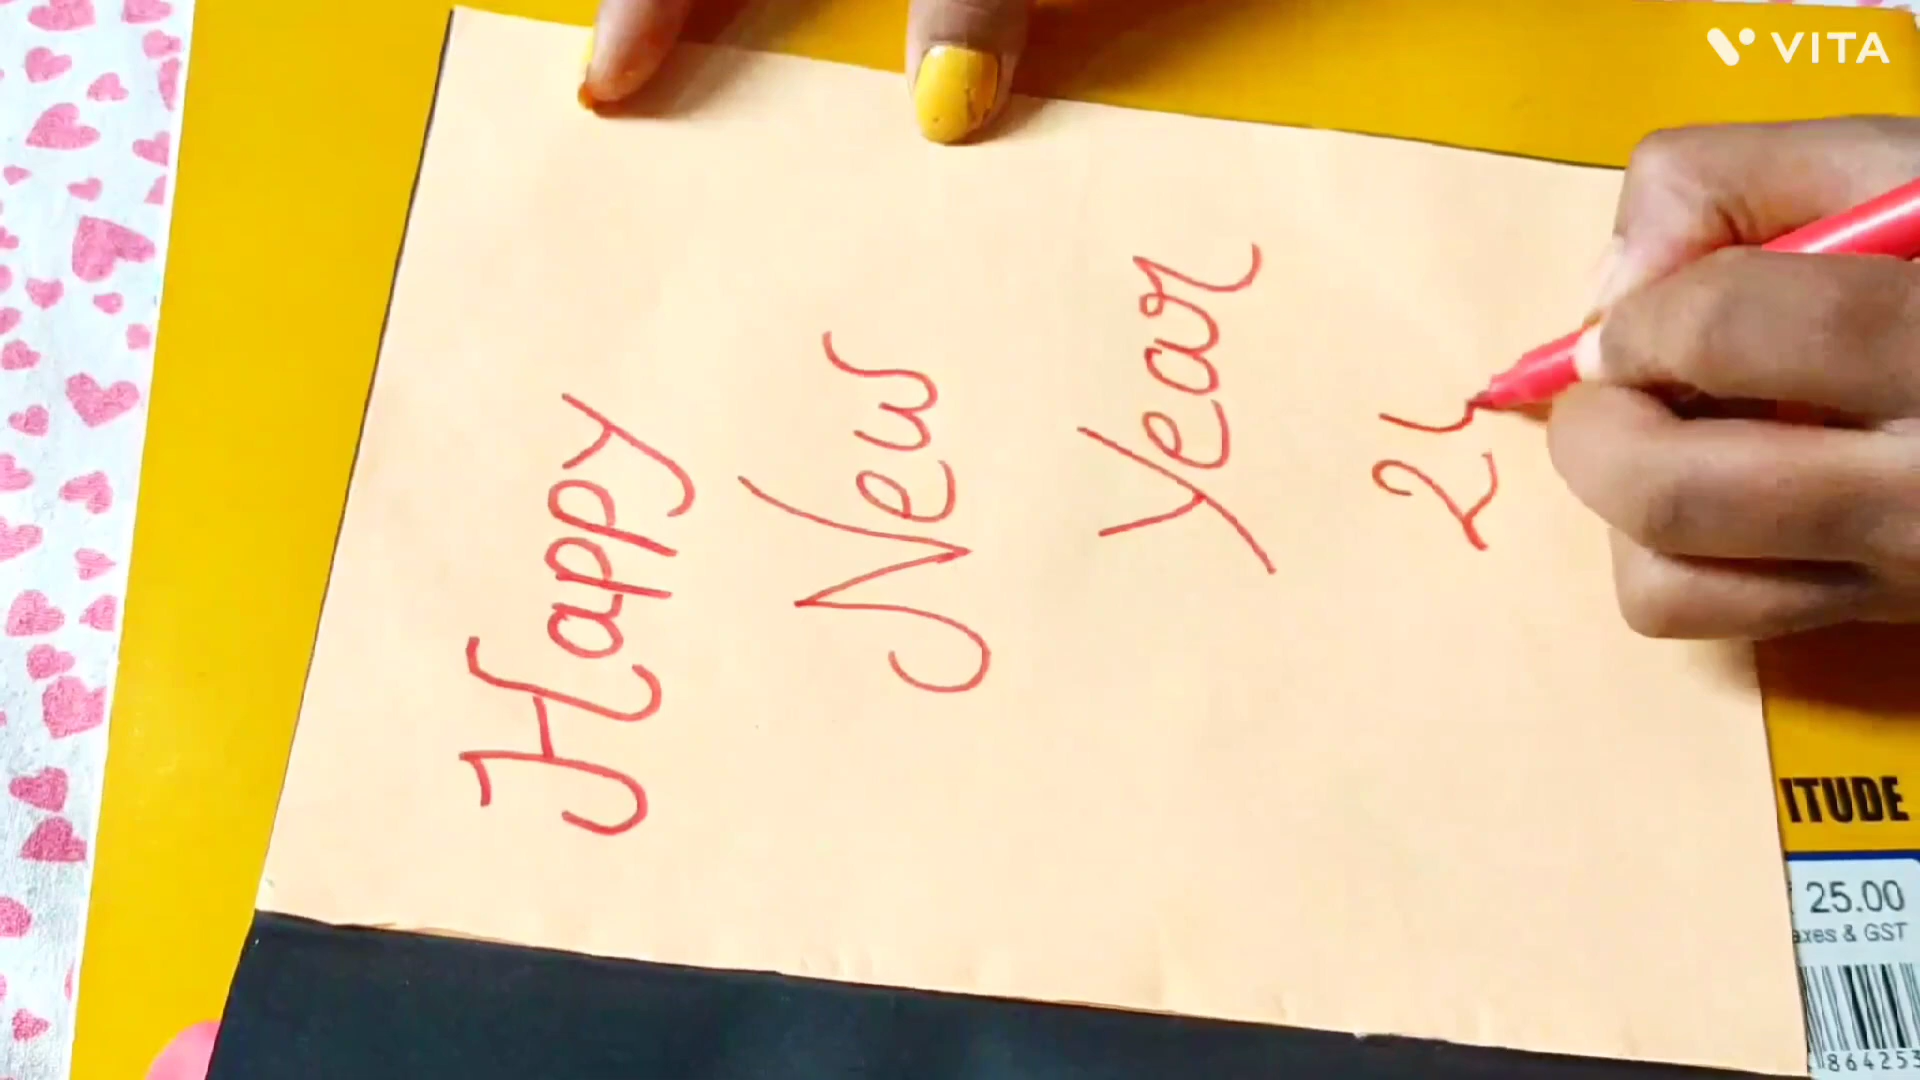 Happy
New
Year
2
VITA
ITUDE
25.00
axes & GST
864253